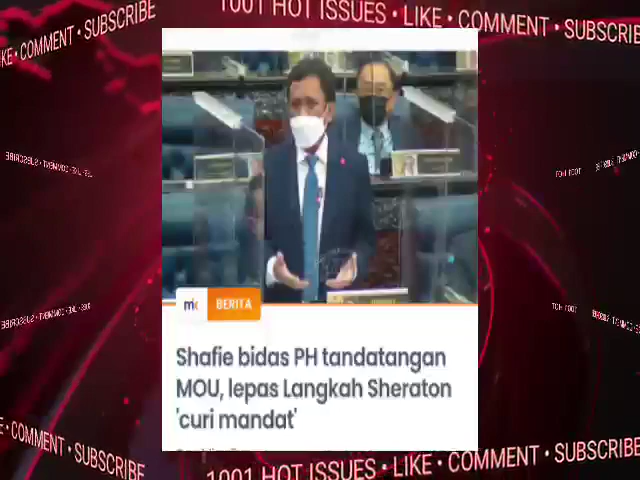 1001 HOT ISSUES • LIKE • COMMENT • SUBSCRIBE
KE • COMMENT • SUBSCRIBE
mk BERITA
Shafie bidas PH tandatangan
MOU, lepas Langkah Sheraton
'curi mandat'
E • COMMENT • SUBSCRIBE
1001 HOT ISSUES • LIKE • COMMENT • SUBSCRIBE